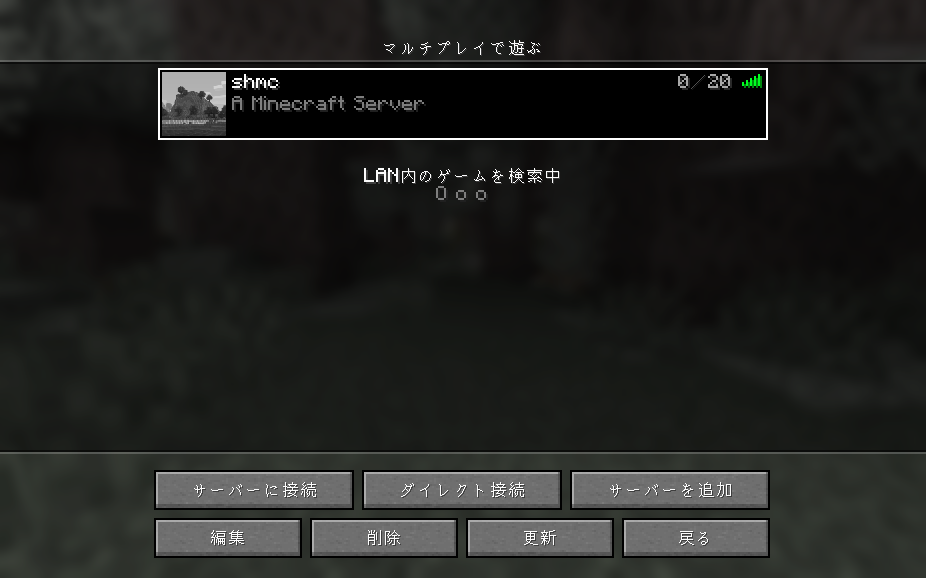 マルチプレイで遊ぶ
shmc 0/20
A Minecraft Server
LAN内のゲームを検索中
O o o
サーバーに接続 ダイレクト接続 サーバーを追加
編集 削除 更新 戻る